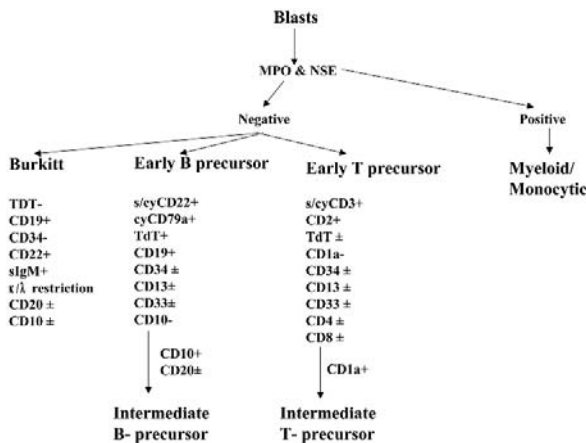 Blasts
MPO & NSE
Negative
Positive
Burkitt
TDT-
CD19+
CD34-
CD22+
sIgM+
κ/λ restriction
CD20 ±
CD10 ±
Early B precursor
s/cyCD22+
cyCD79a+
TdT+
CD19+
CD34 ±
CD13±
CD33±
CD10-
CD10+
CD20±
Intermediate
B- precursor
Early T precursor
s/cyCD3+
CD2+
TdT ±
CD1a-
CD34 ±
CD13 ±
CD33 ±
CD4 ±
CD8 ±
CD1a+
Intermediate
T- precursor
Myeloid/
Monocytic